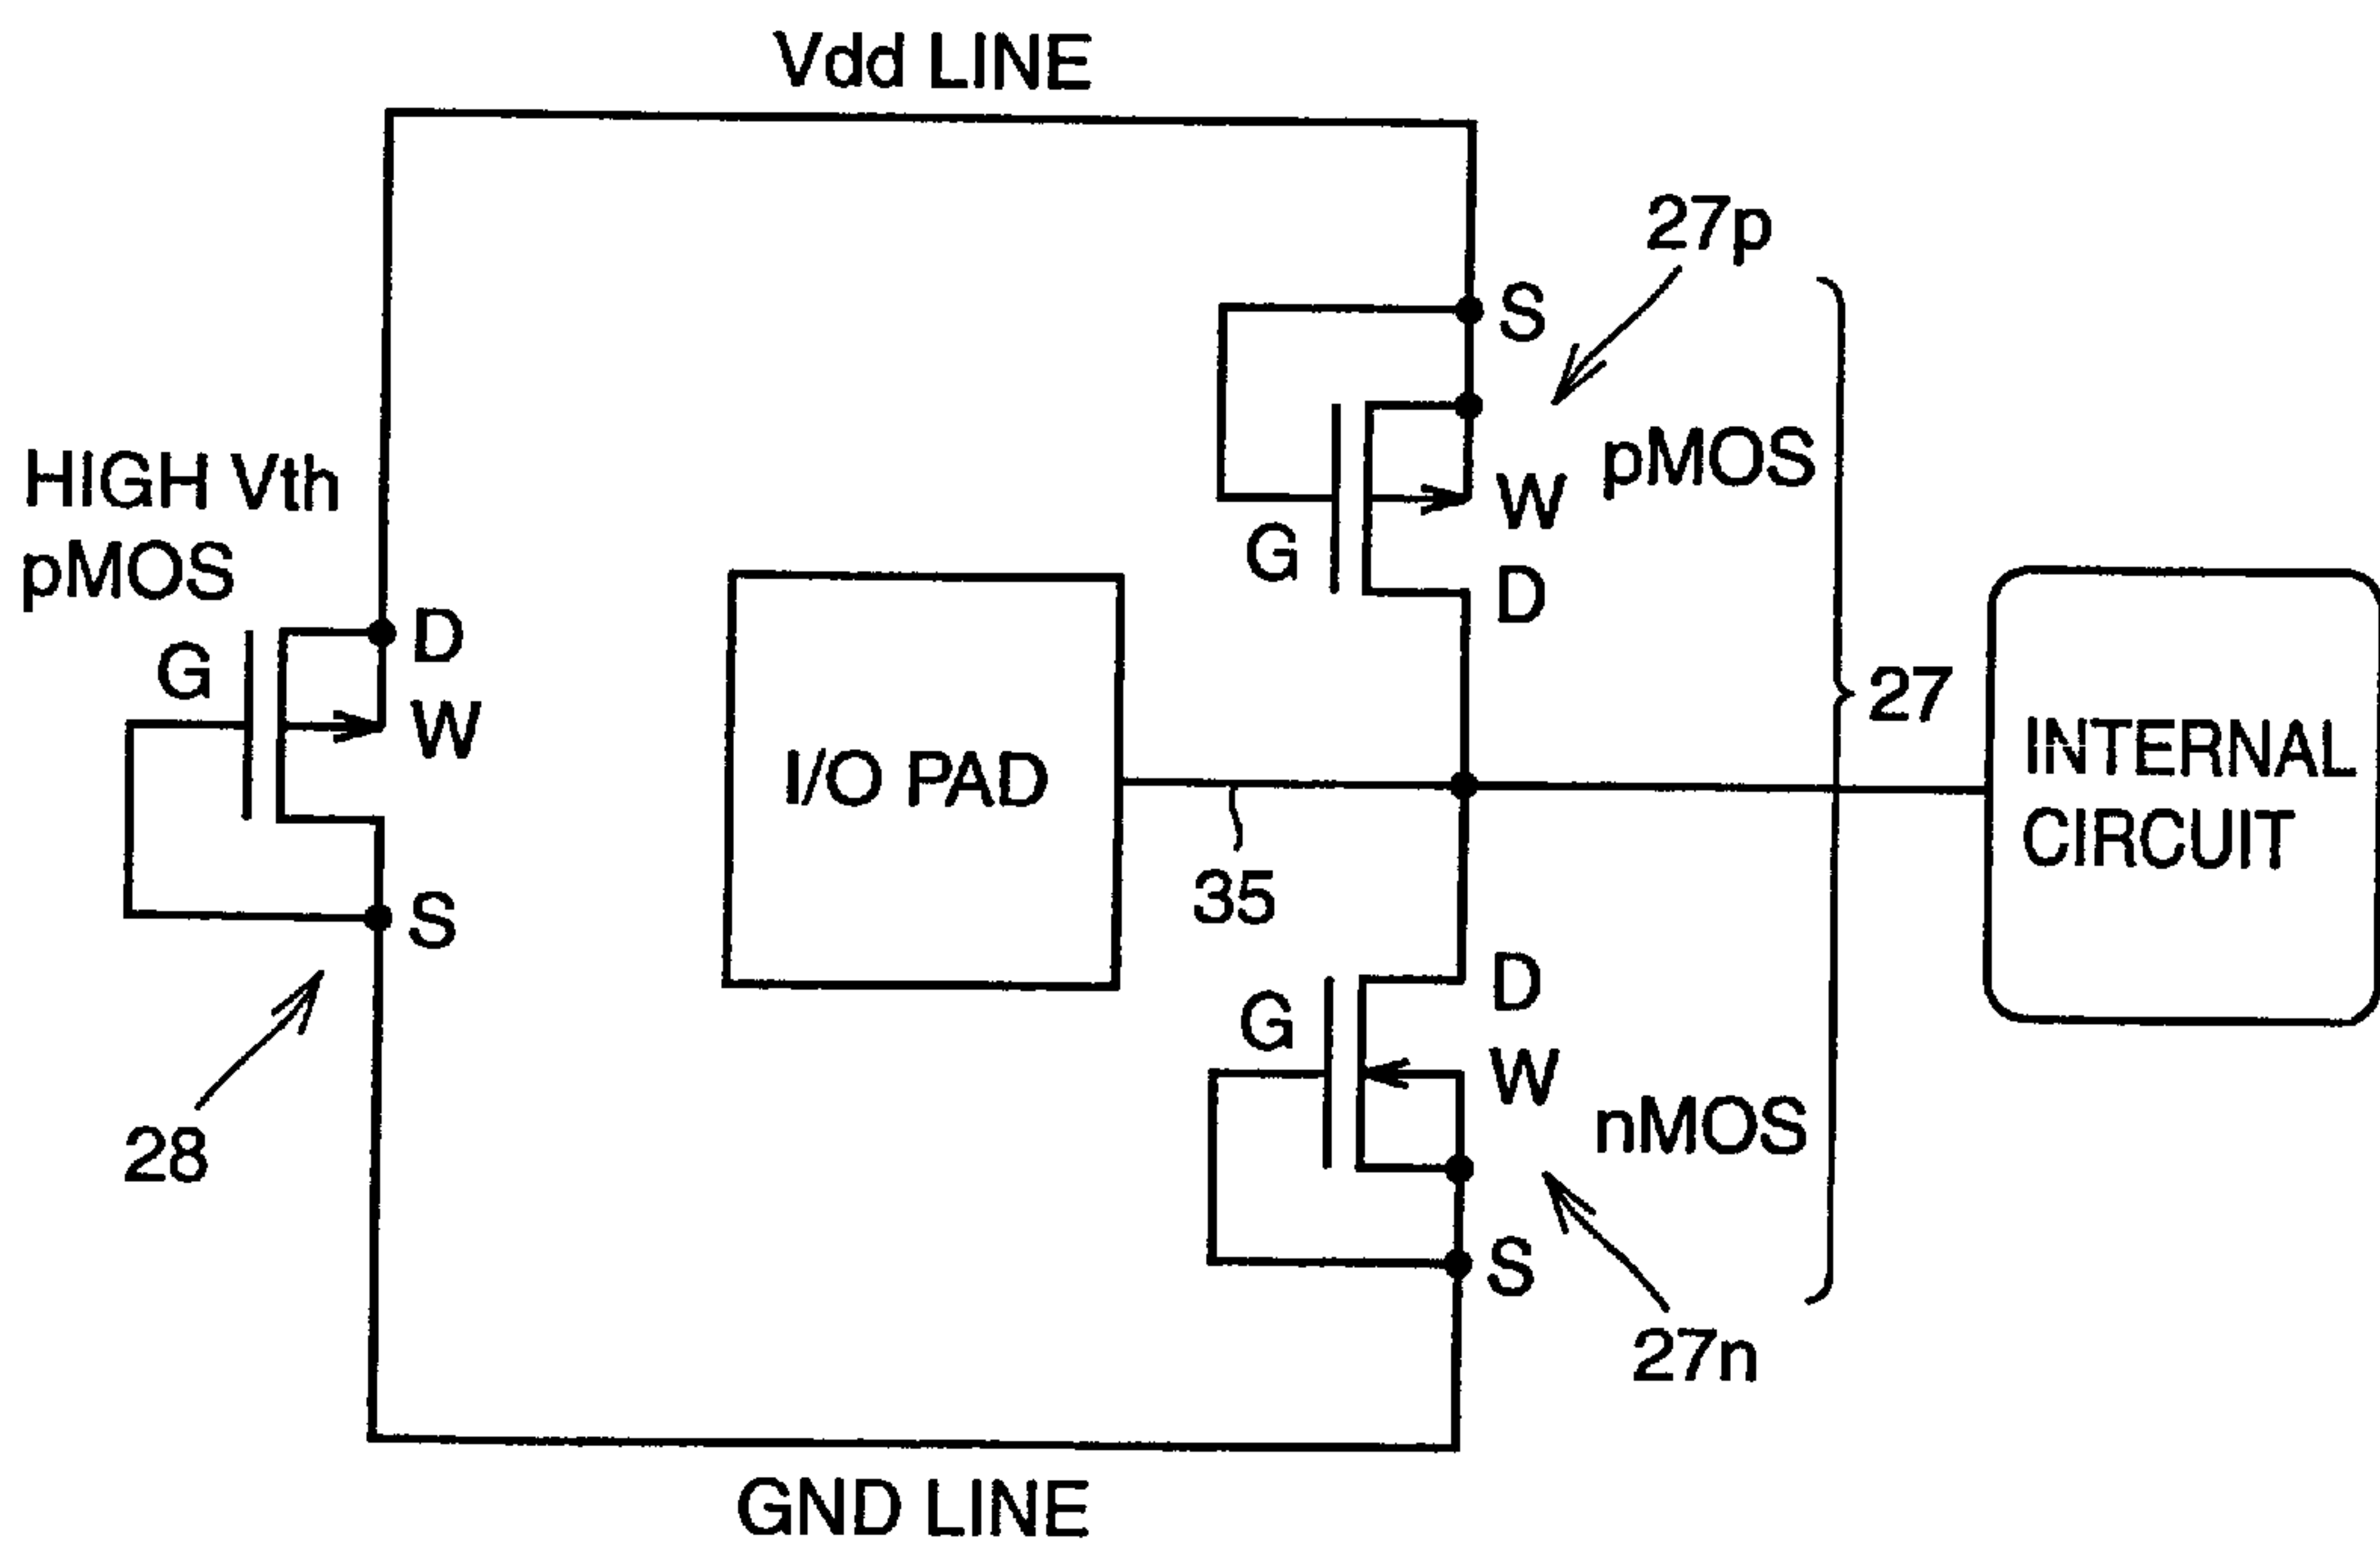 Vdd LINE
27p
S
HIGH Vth
pMOS
pMOS
W
G
D
G
D
W
27
I/O PAD
INTERNAL
CIRCUIT
35
S
D
G
W
nMOS
28
S
27n
GND LINE